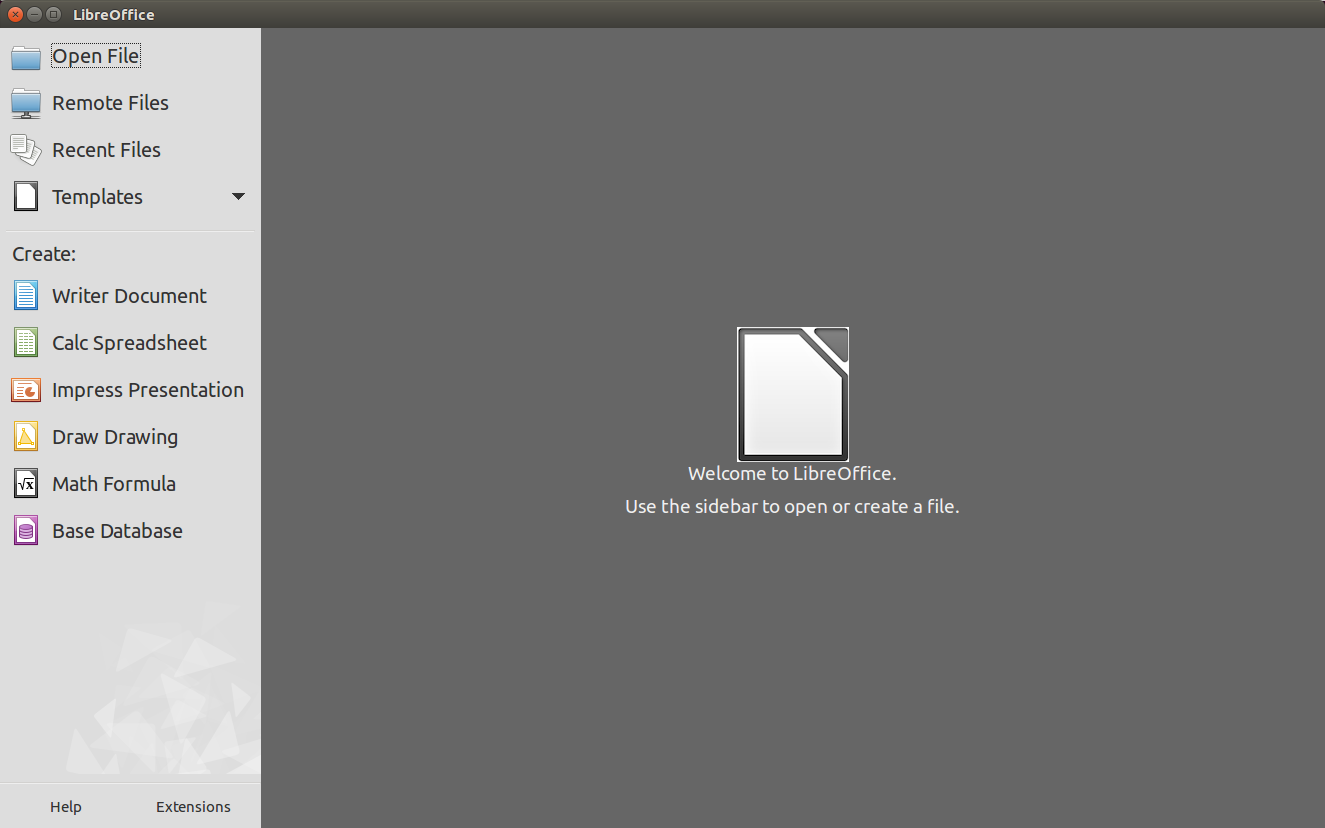 LibreOffice
Open File
Remote Files
Recent Files
Templates
Create:
Writer Document
Calc Spreadsheet
Impress Presentation
Draw Drawing
√x Math Formula
Base Database
Welcome to LibreOffice.
Use the sidebar to open or create a file.
Help Extensions